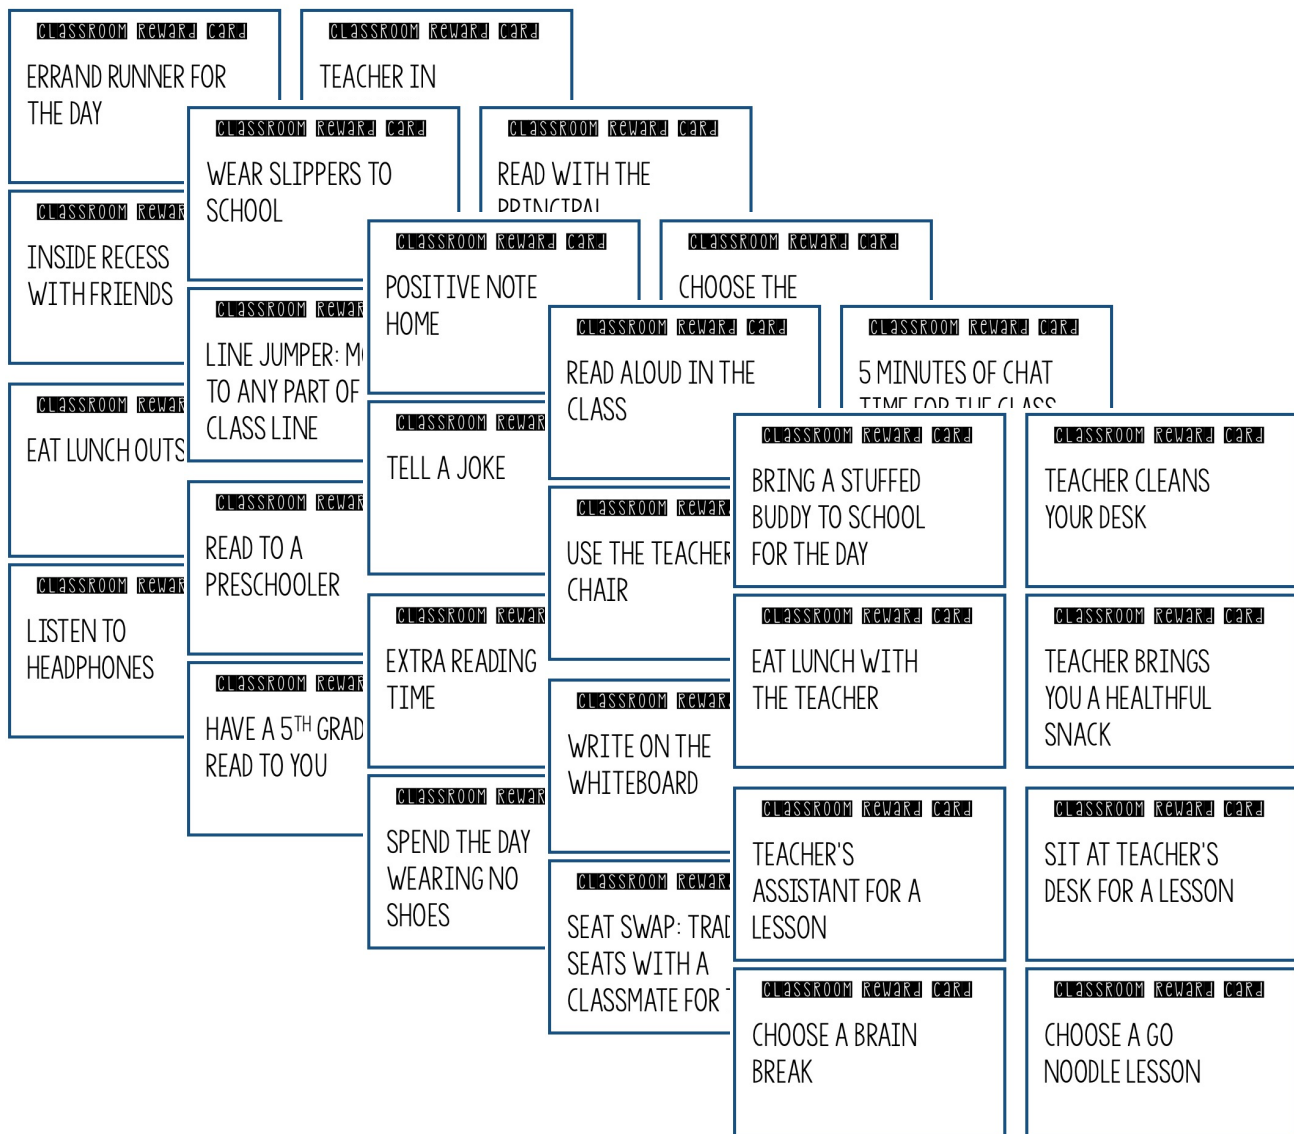 CLASSROOM REWARD CARD
ERRAND RUNNER FOR
THE DAY
CLASSROOM REWARD CARD
TEACHER IN
CLASSROOM
INSIDE RECESS
WITH FRIENDS
CLASSROOM
EAT LUNCH
CLASSROOM
LISTEN TO
HEADPHONES
CLASSROOM REWARD CARD
WEAR SLIPPERS TO
SCHOOL
CLASSROOM REWARD CARD
READ WITH THE
PRINCIPAL
CLASSROOM
LINE JUMPER:
TO ANY PART OF
CLASS LINE
CLASSROOM
READ TO A
PRESCHOOLER
CLASSROOM
HAVE A 5TH
READ TO YOU
CLASSROOM REWARD CARD
POSITIVE NOTE
HOME
CLASSROOM REWARD CARD
CHOOSE THE
CLASSROOM
TELL A JOKE
CLASSROOM
EXTRA READING
TIME
CLASSROOM
SPEND THE DAY
WEARING NO
SHOES
CLASSROOM REWARD CARD
READ ALOUD IN THE
CLASS
CLASSROOM REWARD CARD
5 MINUTES OF CHAT
TIME FOR THE CLASS
CLASSROOM
USE THE TEACHER
CHAIR
CLASSROOM
WRITE ON THE
WHITEBOARD
CLASSROOM
SEAT SWAP:
SEATS WITH A
CLASSMATE FOR
CLASSROOM REWARD CARD
BRING A STUFFED
BUDDY TO SCHOOL
FOR THE DAY
CLASSROOM REWARD CARD
TEACHER CLEANS
YOUR DESK
CLASSROOM REWARD CARD
EAT LUNCH WITH
THE TEACHER
CLASSROOM REWARD CARD
TEACHER BRINGS
YOU A HEALTHFUL
SNACK
CLASSROOM REWARD CARD
TEACHER'S
ASSISTANT FOR A
LESSON
CLASSROOM REWARD CARD
SIT AT TEACHER'S
DESK FOR A LESSON
CLASSROOM REWARD CARD
CHOOSE A BRAIN
BREAK
CLASSROOM REWARD CARD
CHOOSE A GO
NOODLE LESSON